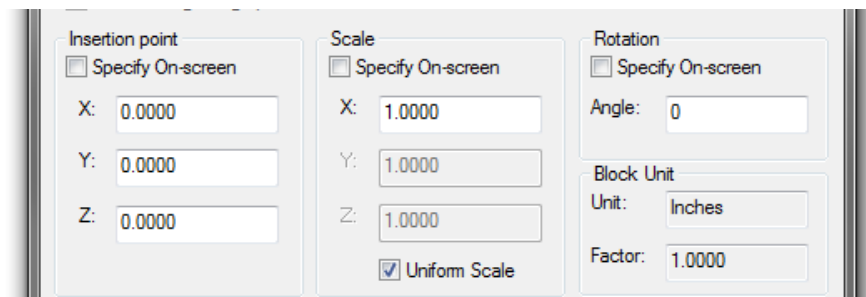 Insertion point
Specify On-screen
X: 0.0000
Y: 0.0000
Z: 0.0000
Scale
Specify On-screen
X: 1.0000
Y: 1.0000
Z: 1.0000
Uniform Scale
Rotation
Specify On-screen
Angle: 0
Block Unit
Unit: Inches
Factor: 1.0000